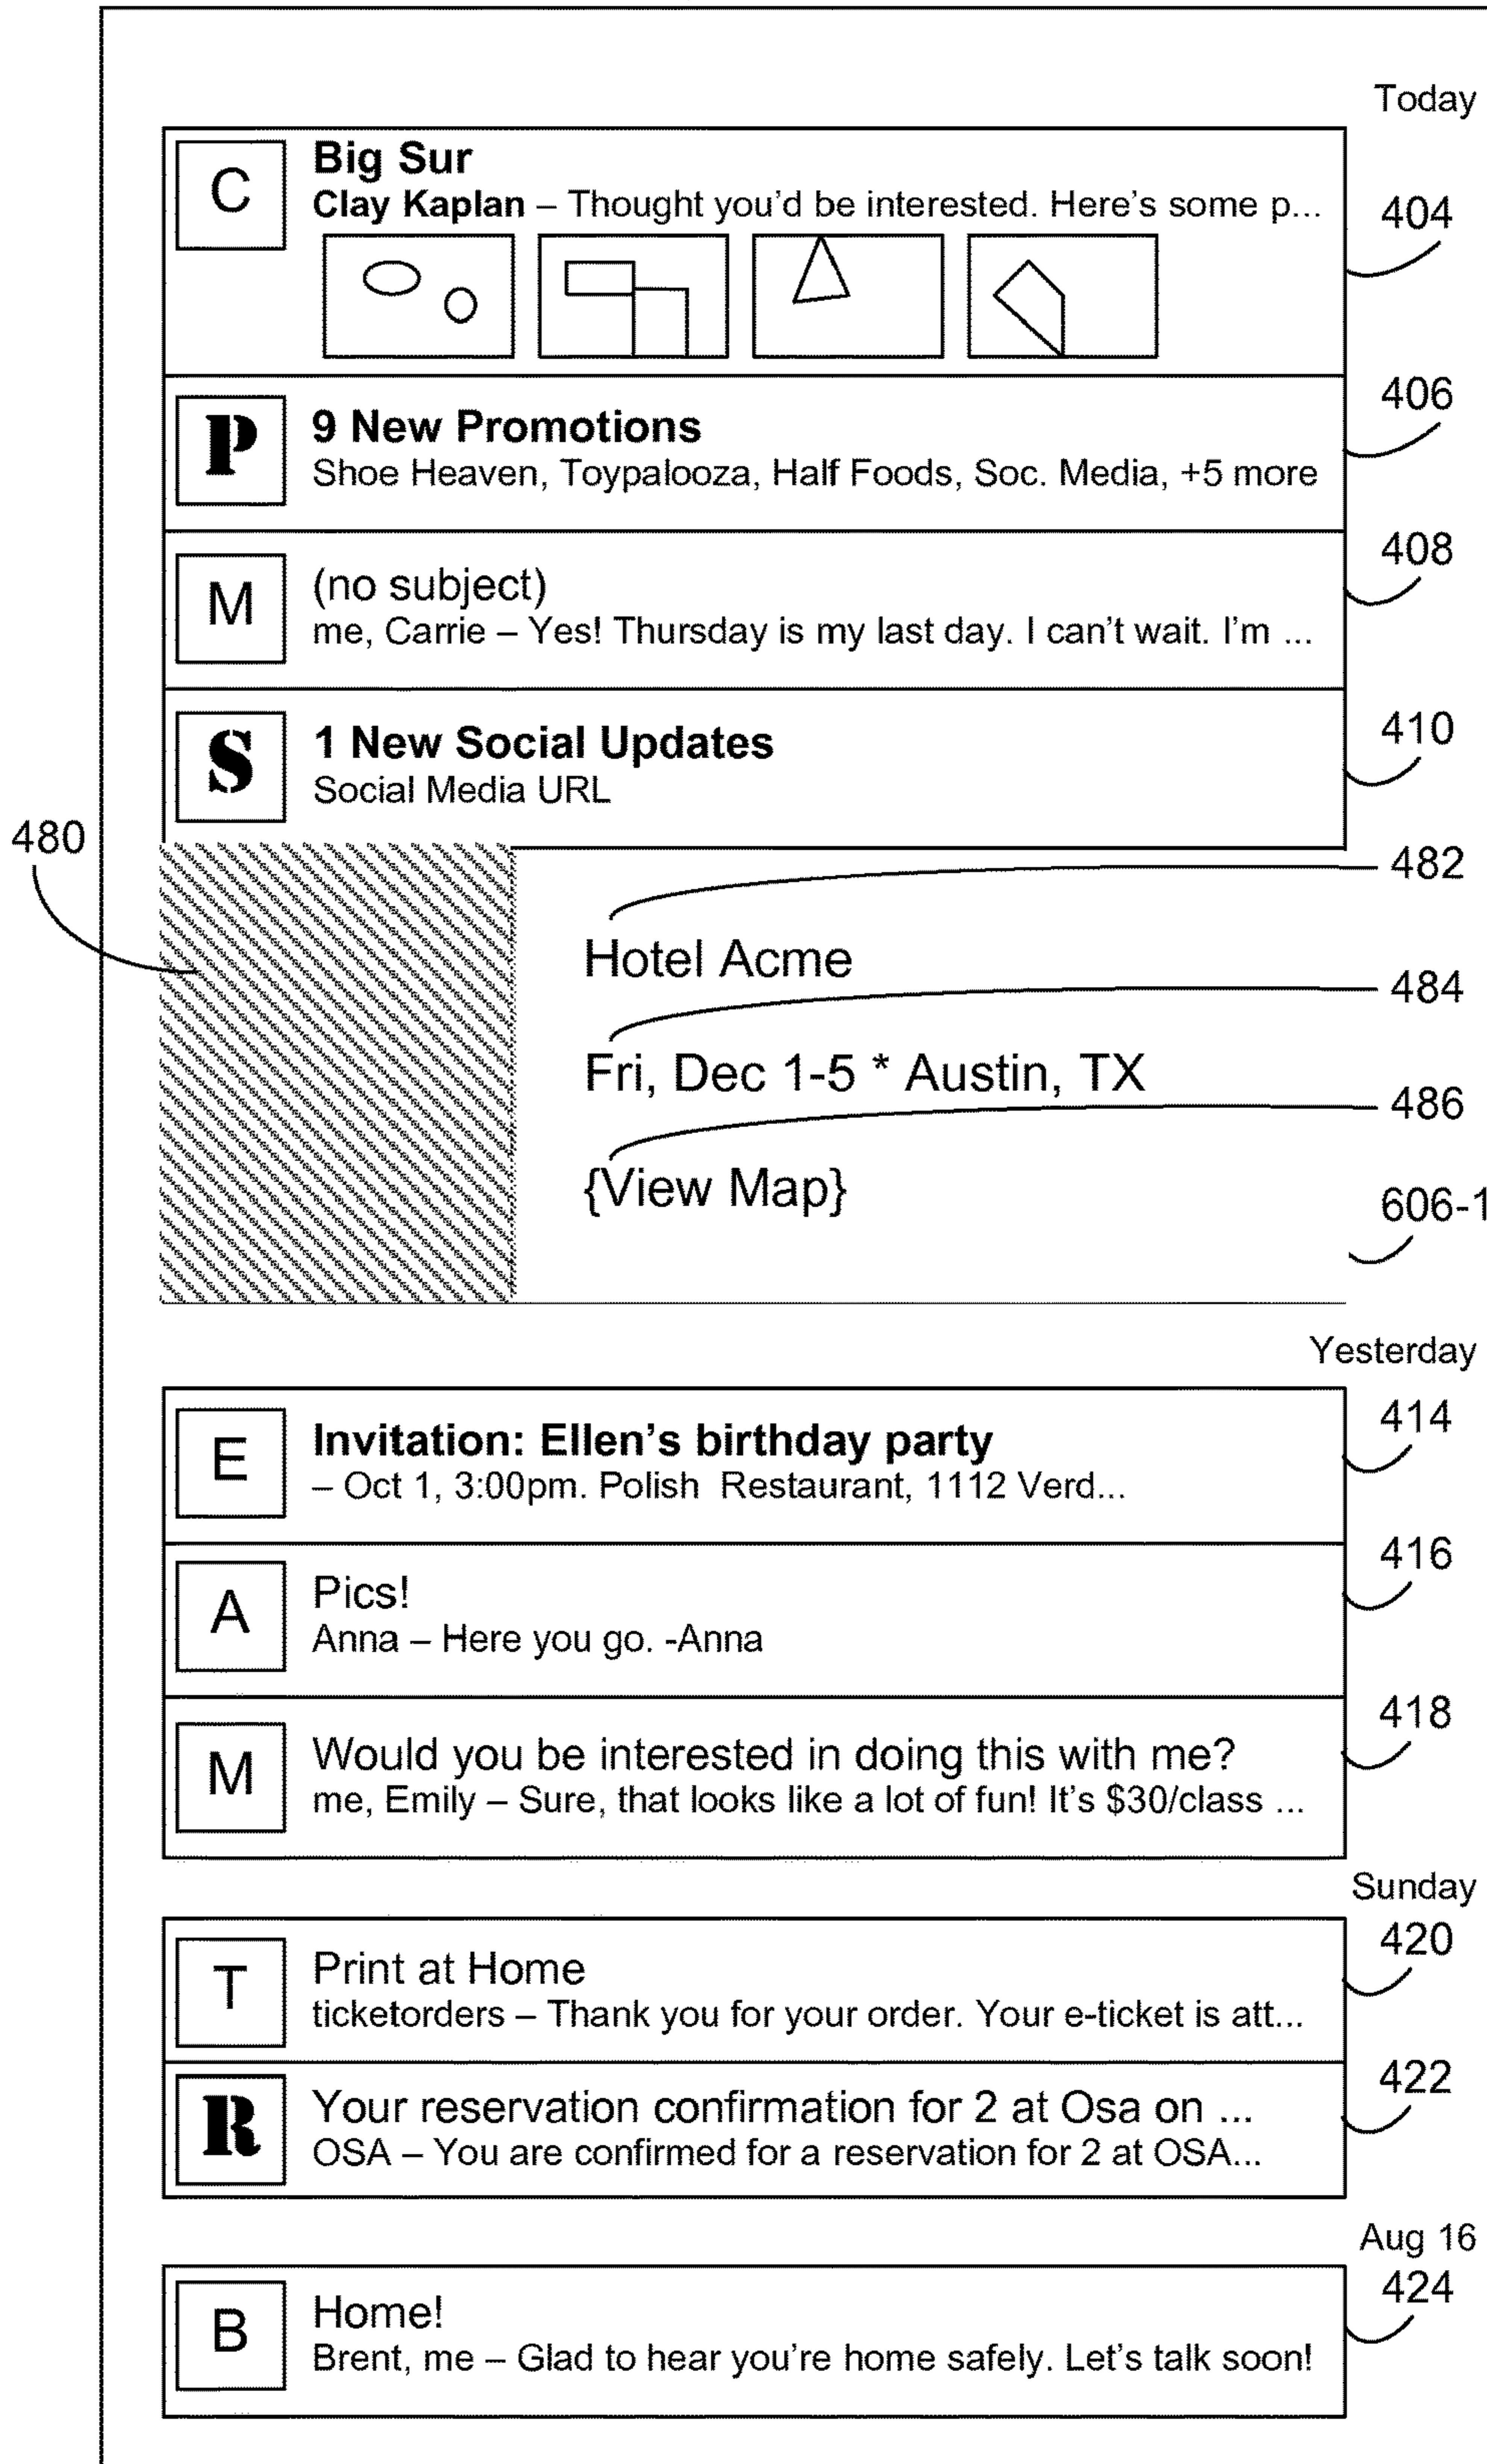 Today
C
Big Sur
Clay Kaplan – Thought you'd be interested. Here's some p...
404
P
9 New Promotions
Shoe Heaven, Toypalooza, Half Foods, Soc. Media, +5 more
406
M
(no subject)
me, Carrie – Yes! Thursday is my last day. I can't wait. I'm ...
408
S
1 New Social Updates
Social Media URL
410
480
482
Hotel Acme
484
Fri, Dec 1-5 * Austin, TX
486
{View Map}
606-1
Yesterday
E
Invitation: Ellen's birthday party
– Oct 1, 3:00pm. Polish Restaurant, 1112 Verd...
414
A
Pics!
Anna – Here you go. -Anna
416
M
Would you be interested in doing this with me?
me, Emily – Sure, that looks like a lot of fun! It's $30/class ...
418
Sunday
T
Print at Home
ticketorders – Thank you for your order. Your e-ticket is att...
420
R
Your reservation confirmation for 2 at Osa on ...
OSA – You are confirmed for a reservation for 2 at OSA...
422
Aug 16
B
Home!
Brent, me – Glad to hear you're home safely. Let's talk soon!
424